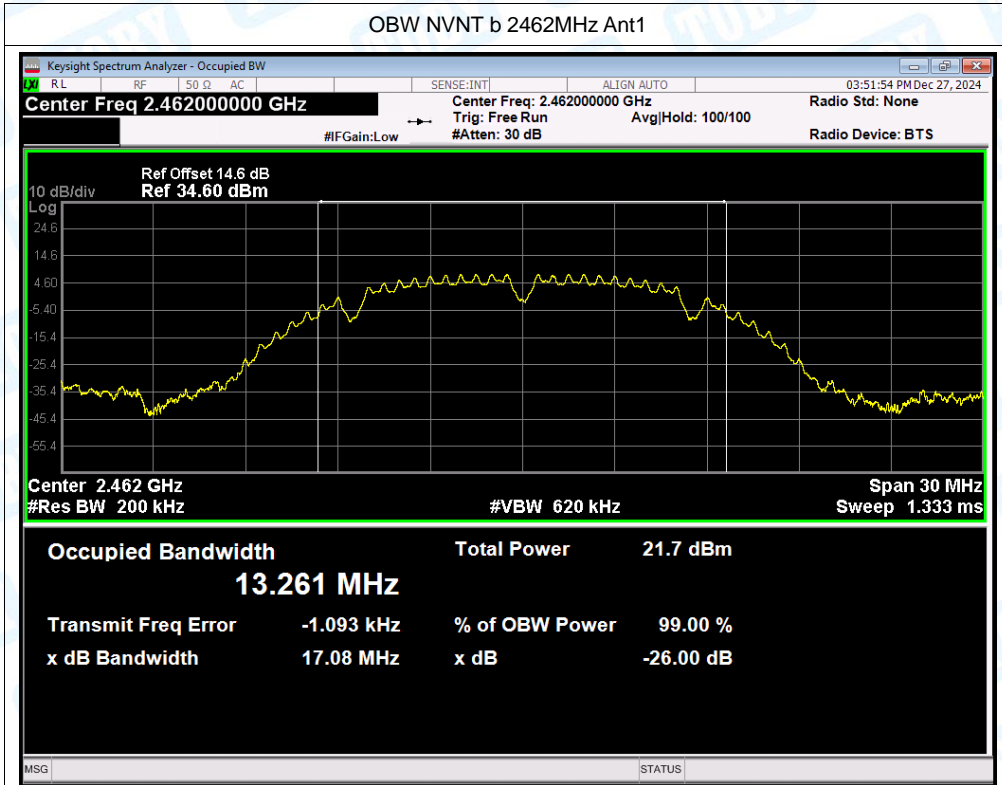 OBW NVNT b 2462MHz Ant1
Keysight Spectrum Analyzer - Occupied BW
LXI RL RF 50 Ω AC SENSE:INT ALIGN AUTO 03:51:54 PM Dec 27, 2024
Center Freq 2.462000000 GHz Center Freq: 2.462000000 GHz Radio Std: None
Trig: Free Run Avg|Hold: 100/100
#IFGain:Low #Atten: 30 dB Radio Device: BTS
Ref Offset 14.6 dB
10 dB/div Ref 34.60 dBm
Log
24.6
14.6
4.60
-5.40
-15.4
-25.4
-35.4
-45.4
-55.4
Center 2.462 GHz Span 30 MHz
#Res BW 200 kHz #VBW 620 kHz Sweep 1.333 ms
Occupied Bandwidth Total Power 21.7 dBm
13.261 MHz
Transmit Freq Error -1.093 kHz % of OBW Power 99.00 %
x dB Bandwidth 17.08 MHz x dB -26.00 dB
MSG STATUS